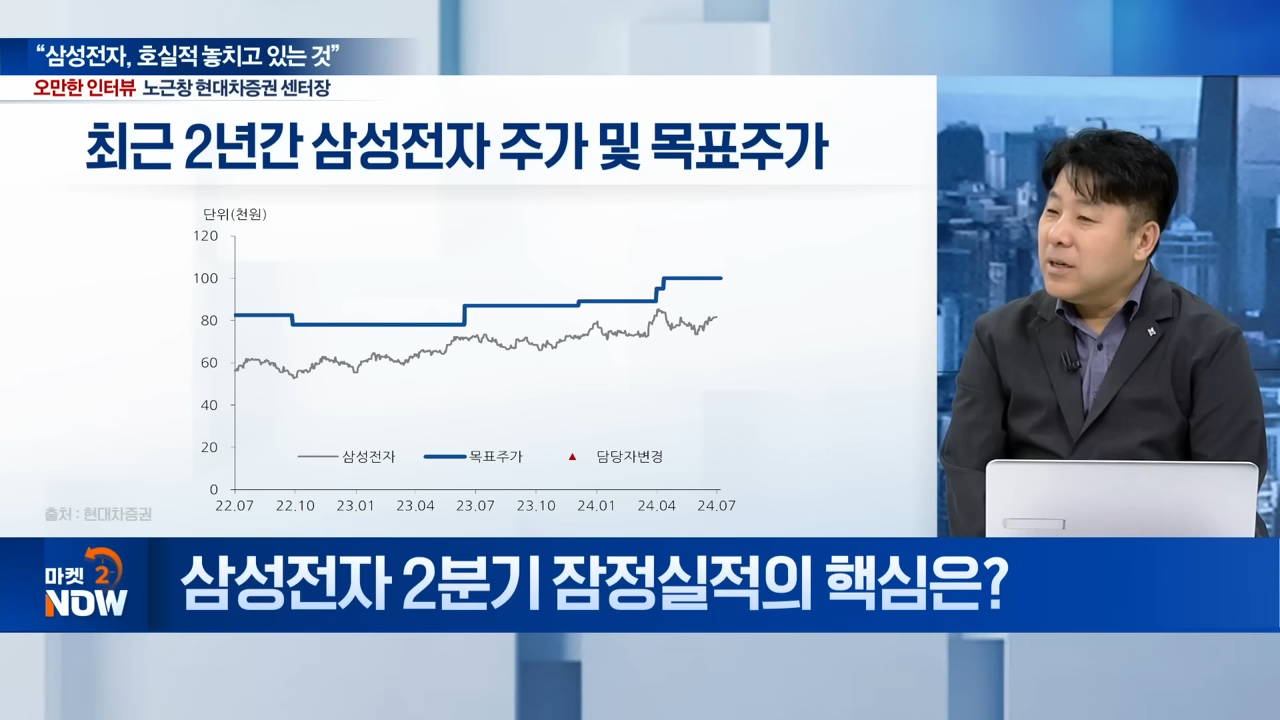 “삼성전자, 호실적 놓치고 있는 것”
오만한 인터뷰 노근창 현대차증권 센터장
최근 2년간 삼성전자 주가 및 목표주가
단위(천원)
120
100
80
60
40
20
0
삼성전자 목표주가 담당자변경
22.07 22.10 23.01 23.04 23.07 23.10 24.01 24.04 24.07
출처 : 현대차증권
마켓 2
NOW
삼성전자 2분기 잠정실적의 핵심은?